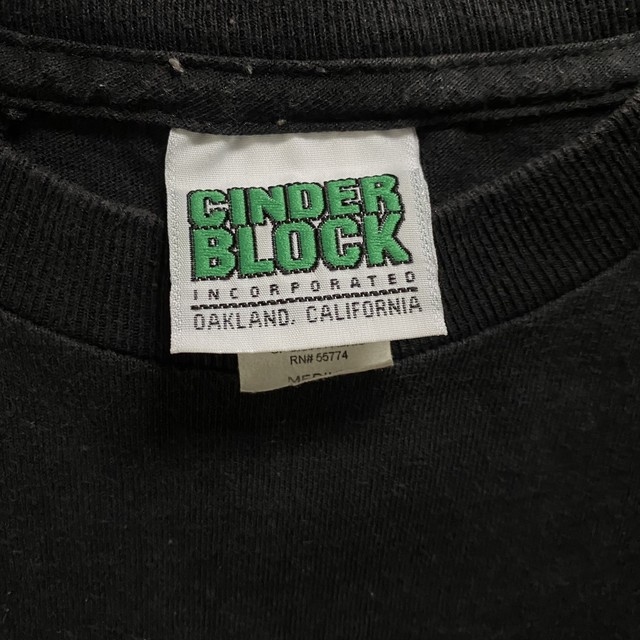 CINDER
BLOCK
INCORPORATED
OAKLAND, CALIFORNIA
RN# 55774